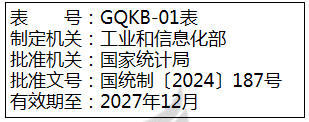 表　　号：GQKB-01表
制定机关：工业和信息化部
批准机关：国家统计局
批准文号：国统制〔2024〕187号
有效期至：2027年12月